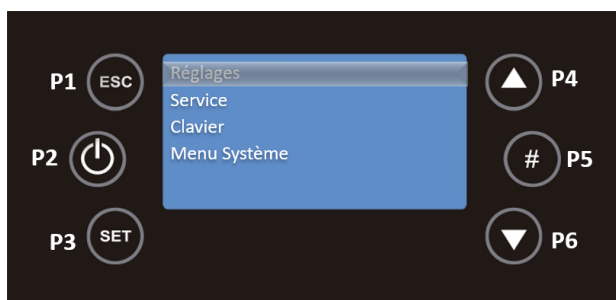 P1 ESC
Réglages
P4
Service
Clavier
Menu Système
P2
# P5
P3 SET
P6